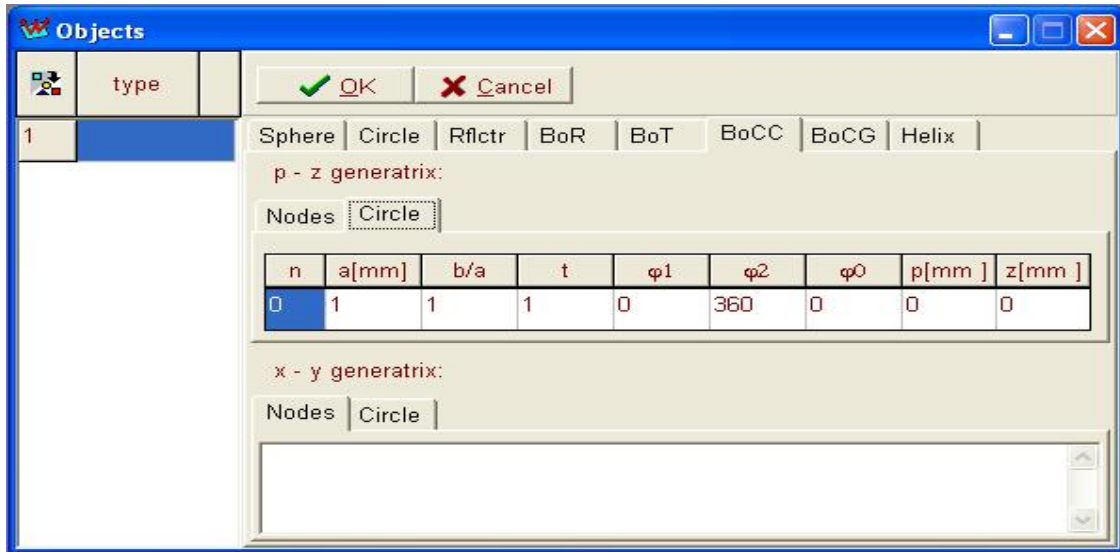 Objects
type OK Cancel
1 Sphere Circle Rflctr BoR BoT BoCC BoCG Helix
p - z generatrix:
Nodes Circle
n a[mm] b/a t φ1 φ2 φ0 p[mm ] z[mm ]
0 1 1 1 0 360 0 0 0
x - y generatrix:
Nodes Circle